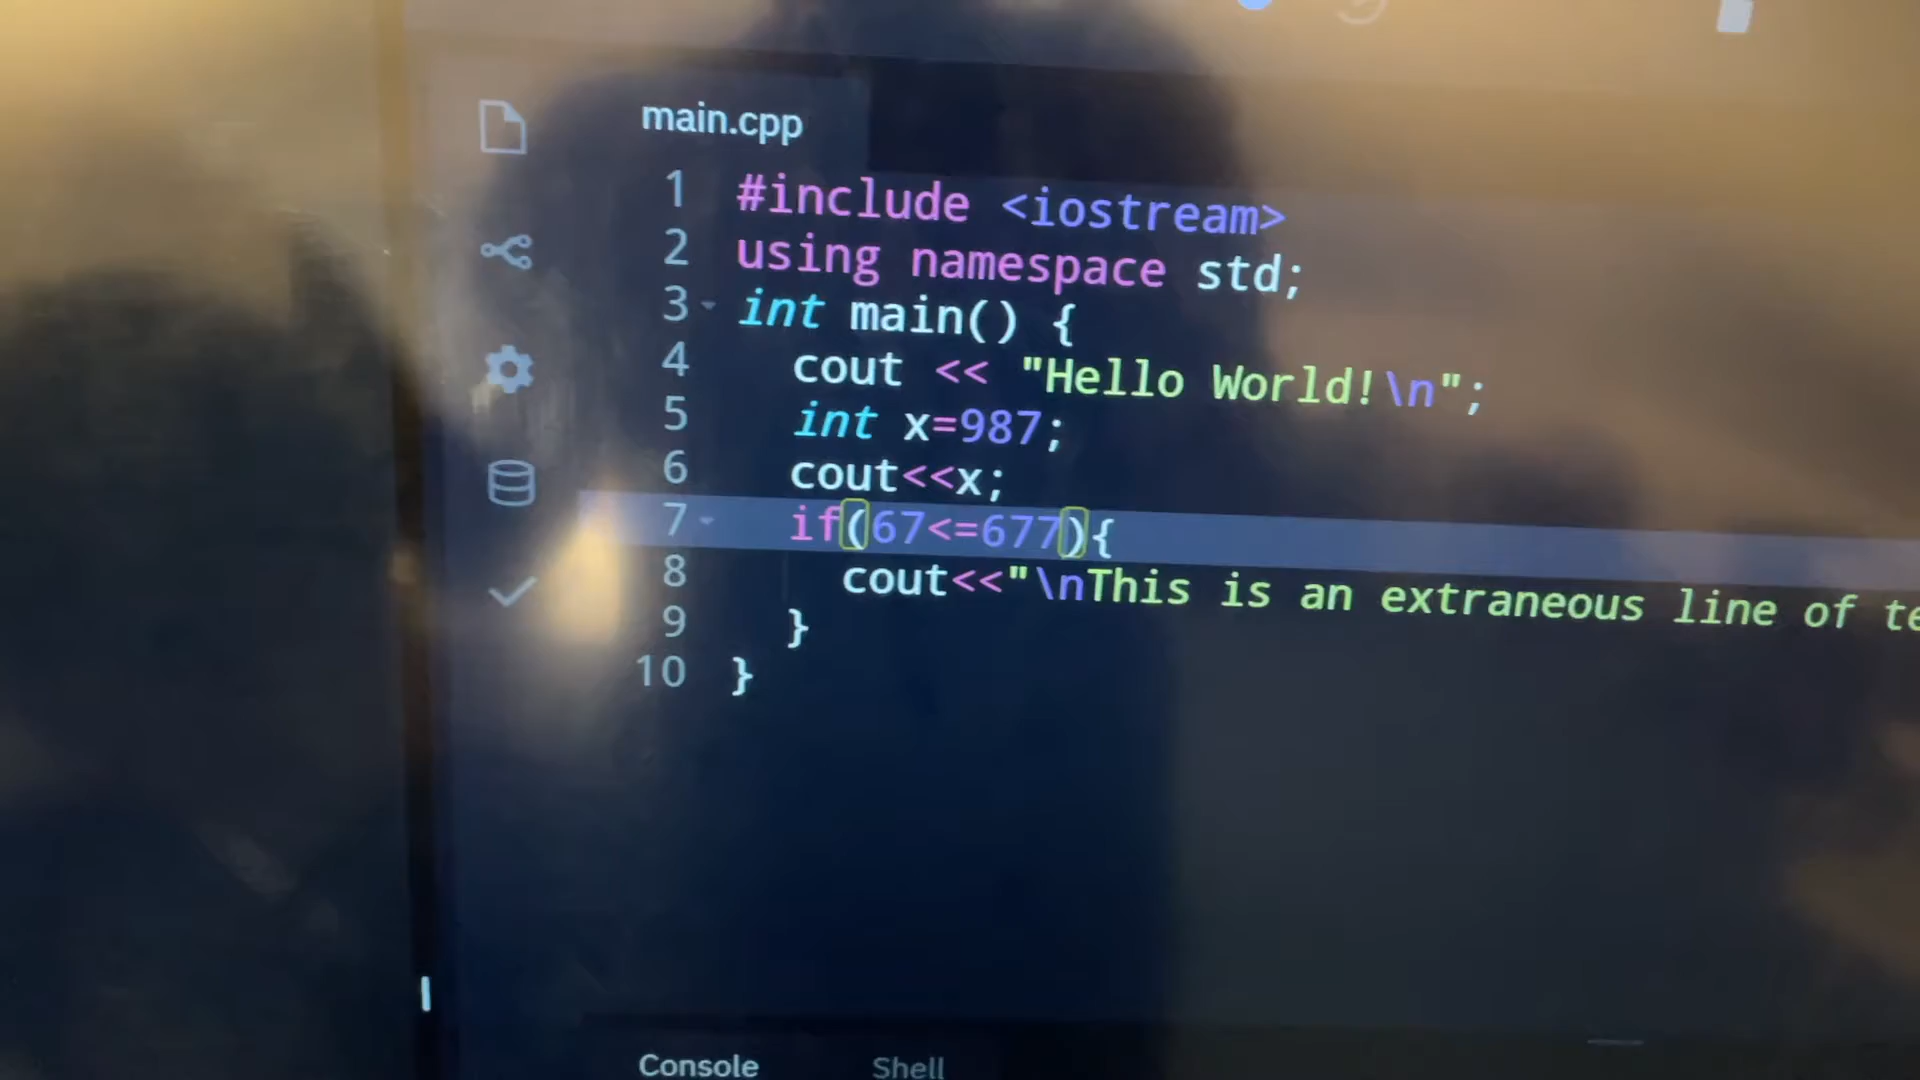 main.cpp
1 #include <iostream>
2 using namespace std;
3 int main() {
4 cout << "Hello World!\n";
5 int x=987;
6 cout<<x;
7 if(67<=677){
8 cout<<"\nThis is an extraneous line of
9 }
10 }
Console Shell